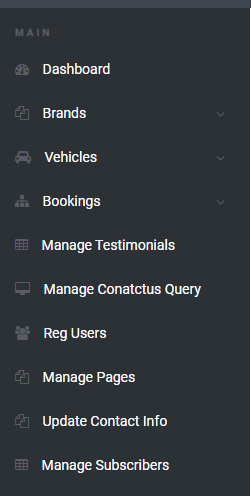 MAIN
Dashboard
Brands
Vehicles
Bookings
Manage Testimonials
Manage Conatctus Query
Reg Users
Manage Pages
Update Contact Info
Manage Subscribers